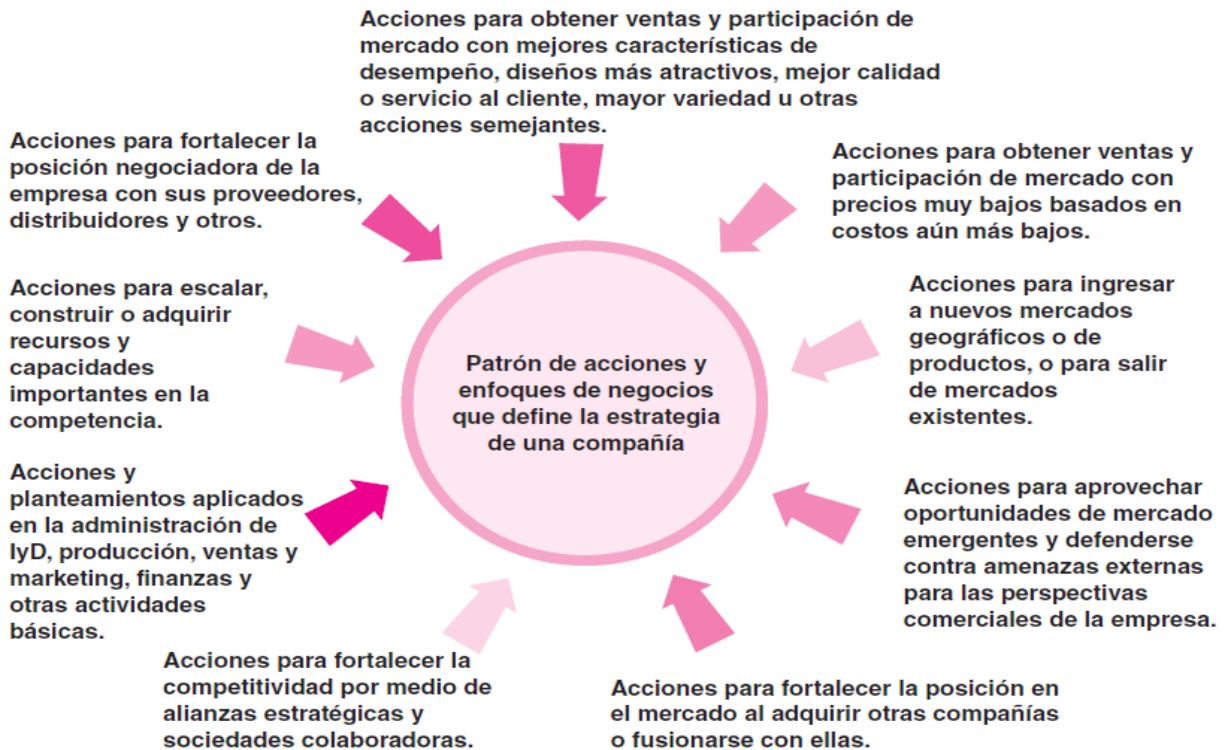 Acciones para obtener ventas y participación de
mercado con mejores características de
desempeño, diseños más atractivos, mejor calidad
o servicio al cliente, mayor variedad u otras
acciones semejantes.
Acciones para fortalecer la
posición negociadora de la
empresa con sus proveedores,
distribuidores y otros.
Acciones para obtener ventas y
participación de mercado con
precios muy bajos basados en
costos aún más bajos.
Acciones para escalar,
construir o adquirir
recursos y
capacidades
importantes en la
competencia.
Acciones para ingresar
a nuevos mercados
geográficos o de
productos, o para salir
de mercados
existentes.
Patrón de acciones y
enfoques de negocios
que define la estrategia
de una compañía
Acciones y
planteamientos aplicados
en la administración de
IyD, producción, ventas y
marketing, finanzas y
otras actividades
básicas.
Acciones para aprovechar
oportunidades de mercado
emergentes y defenderse
contra amenazas externas
para las perspectivas
comerciales de la empresa.
Acciones para fortalecer la
competitividad por medio de
alianzas estratégicas y
sociedades colaboradoras.
Acciones para fortalecer la posición en
el mercado al adquirir otras compañías
o fusionarse con ellas.